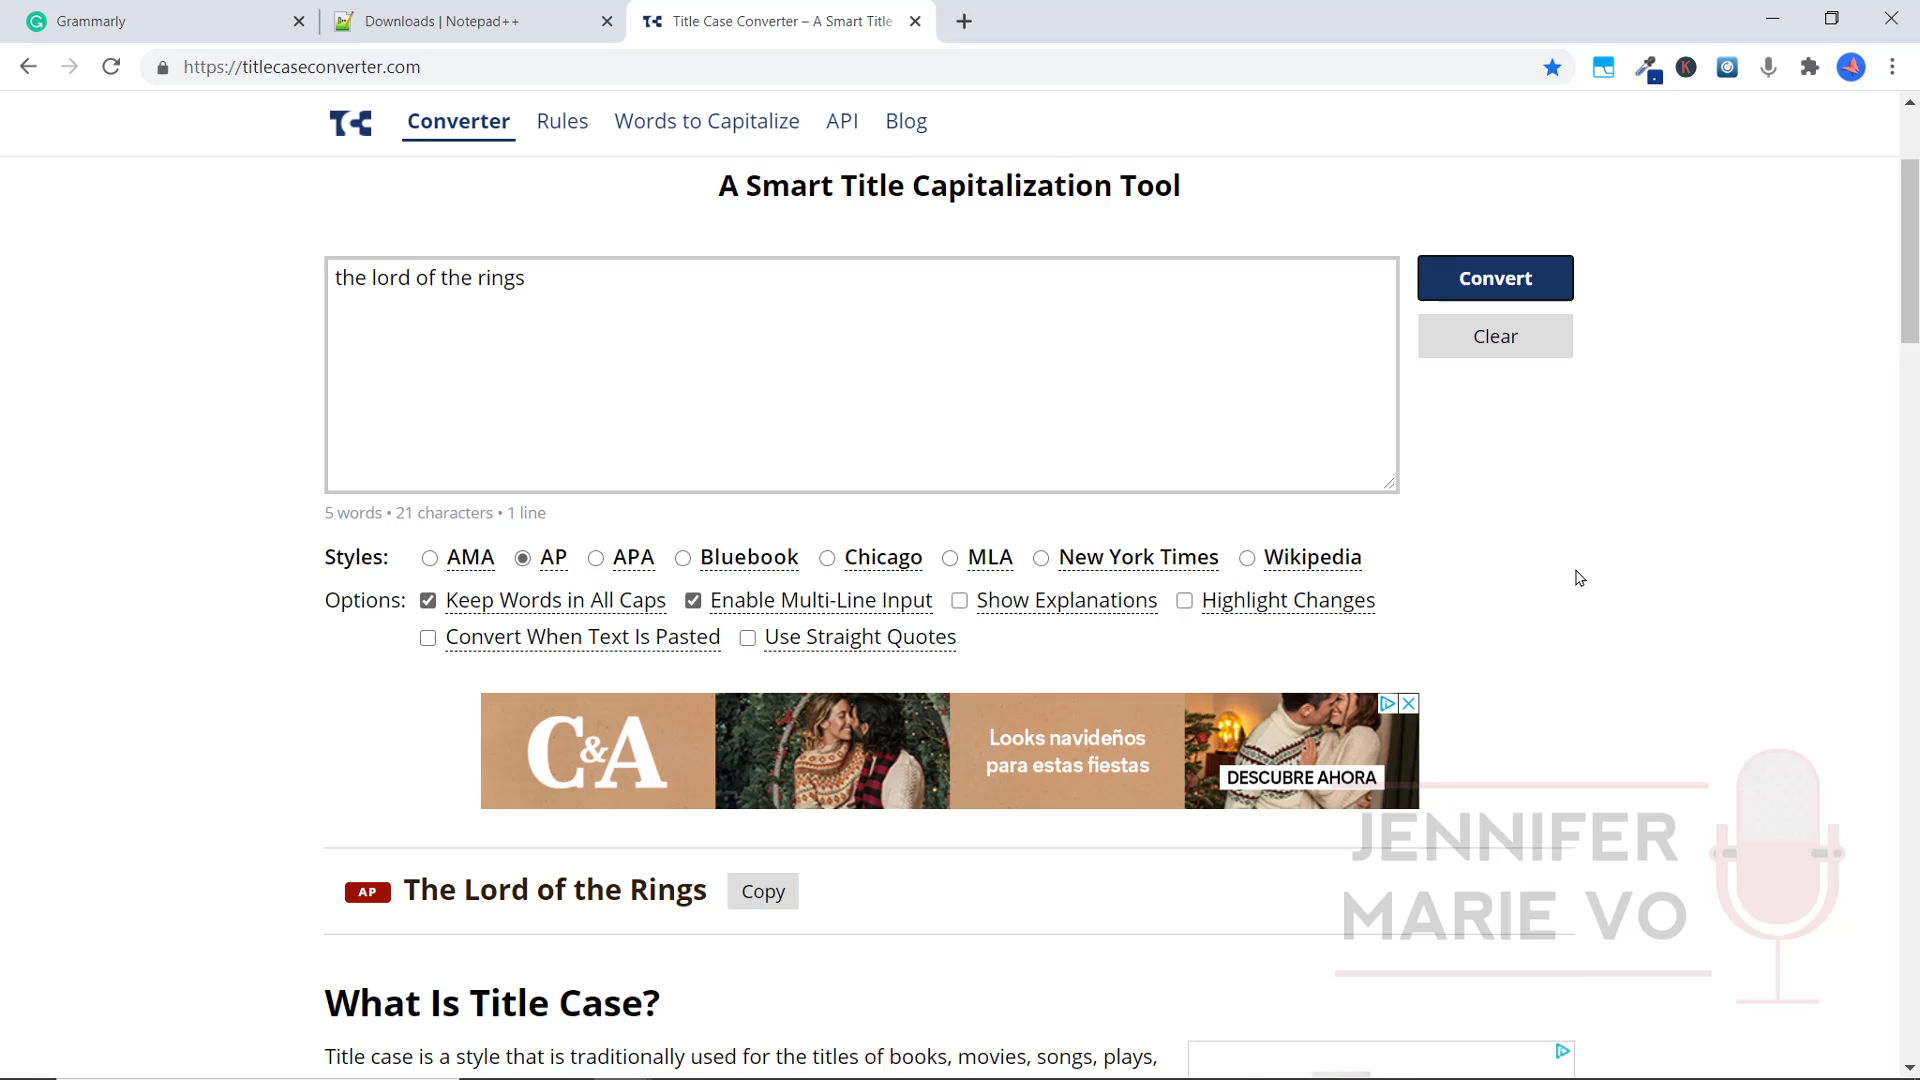 Grammarly
Downloads | Notepad++
Title Case Converter – A Smart Title
https://titlecaseconverter.com
Converter Rules Words to Capitalize API Blog
A Smart Title Capitalization Tool
the lord of the rings
Convert
Clear
5 words • 21 characters • 1 line
Styles: AMA AP APA Bluebook Chicago MLA New York Times Wikipedia
Options: Keep Words in All Caps Enable Multi-Line Input Show Explanations Highlight Changes
Convert When Text Is Pasted Use Straight Quotes
C&A
Looks navideños
para estas fiestas
DESCUBRE AHORA
JENNIFER
MARIE VO
AP The Lord of the Rings Copy
What Is Title Case?
Title case is a style that is traditionally used for the titles of books, movies, songs, plays,